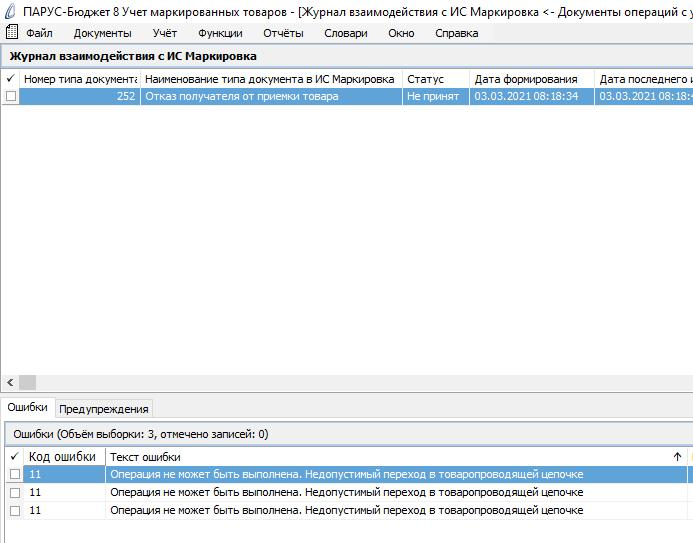 ПАРУС-Бюджет 8 Учет маркированных товаров - [Журнал взаимодействия с ИС Маркировка <- Документы операций с у
Файл Документы Учёт Функции Отчёты Словари Окно Справка
Журнал взаимодействия с ИС Маркировка
✓ Номер типа документа Наименование типа документа в ИС Маркировка Статус Дата формирования Дата последнего и
252 Отказ получателя от приемки товара Не принят 03.03.2021 08:18:34 03.03.2021 08:18:4
Ошибки Предупреждения
Ошибки (Объём выборки: 3, отмечено записей: 0)
✓ Код ошибки Текст ошибки
11 Операция не может быть выполнена. Недопустимый переход в товаропроводящей цепочке
11 Операция не может быть выполнена. Недопустимый переход в товаропроводящей цепочке
11 Операция не может быть выполнена. Недопустимый переход в товаропроводящей цепочке